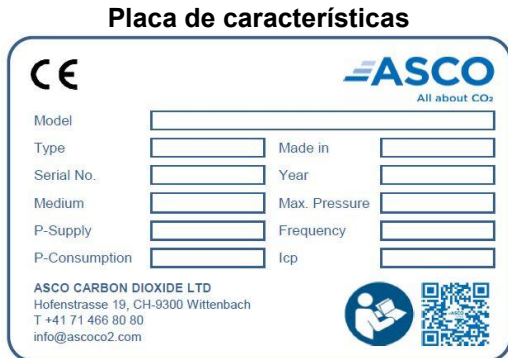 Placa de características
CE
ASCO
All about CO₂
Model
Type Made in
Serial No. Year
Medium Max. Pressure
P-Supply Frequency
P-Consumption Icp
ASCO CARBON DIOXIDE LTD
Hofenstrasse 19, CH-9300 Wittenbach
T +41 71 466 80 80
info@ascoco2.com